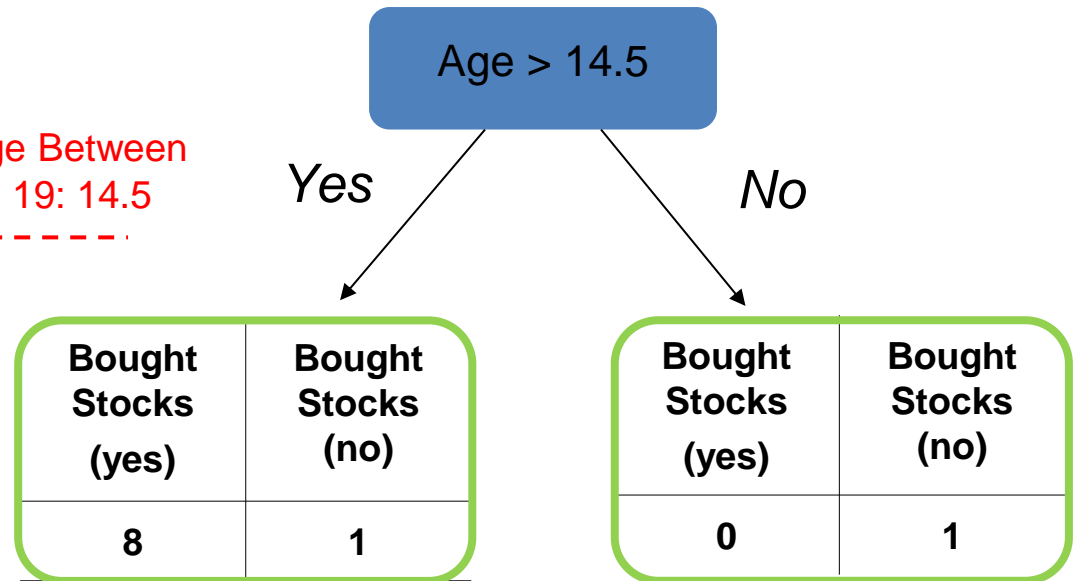 Age > 14.5
ge Between
19: 14.5
Yes
No
Bought
Stocks
(yes)
Bought
Stocks
(no)
8
1
Bought
Stocks
(yes)
Bought
Stocks
(no)
0
1